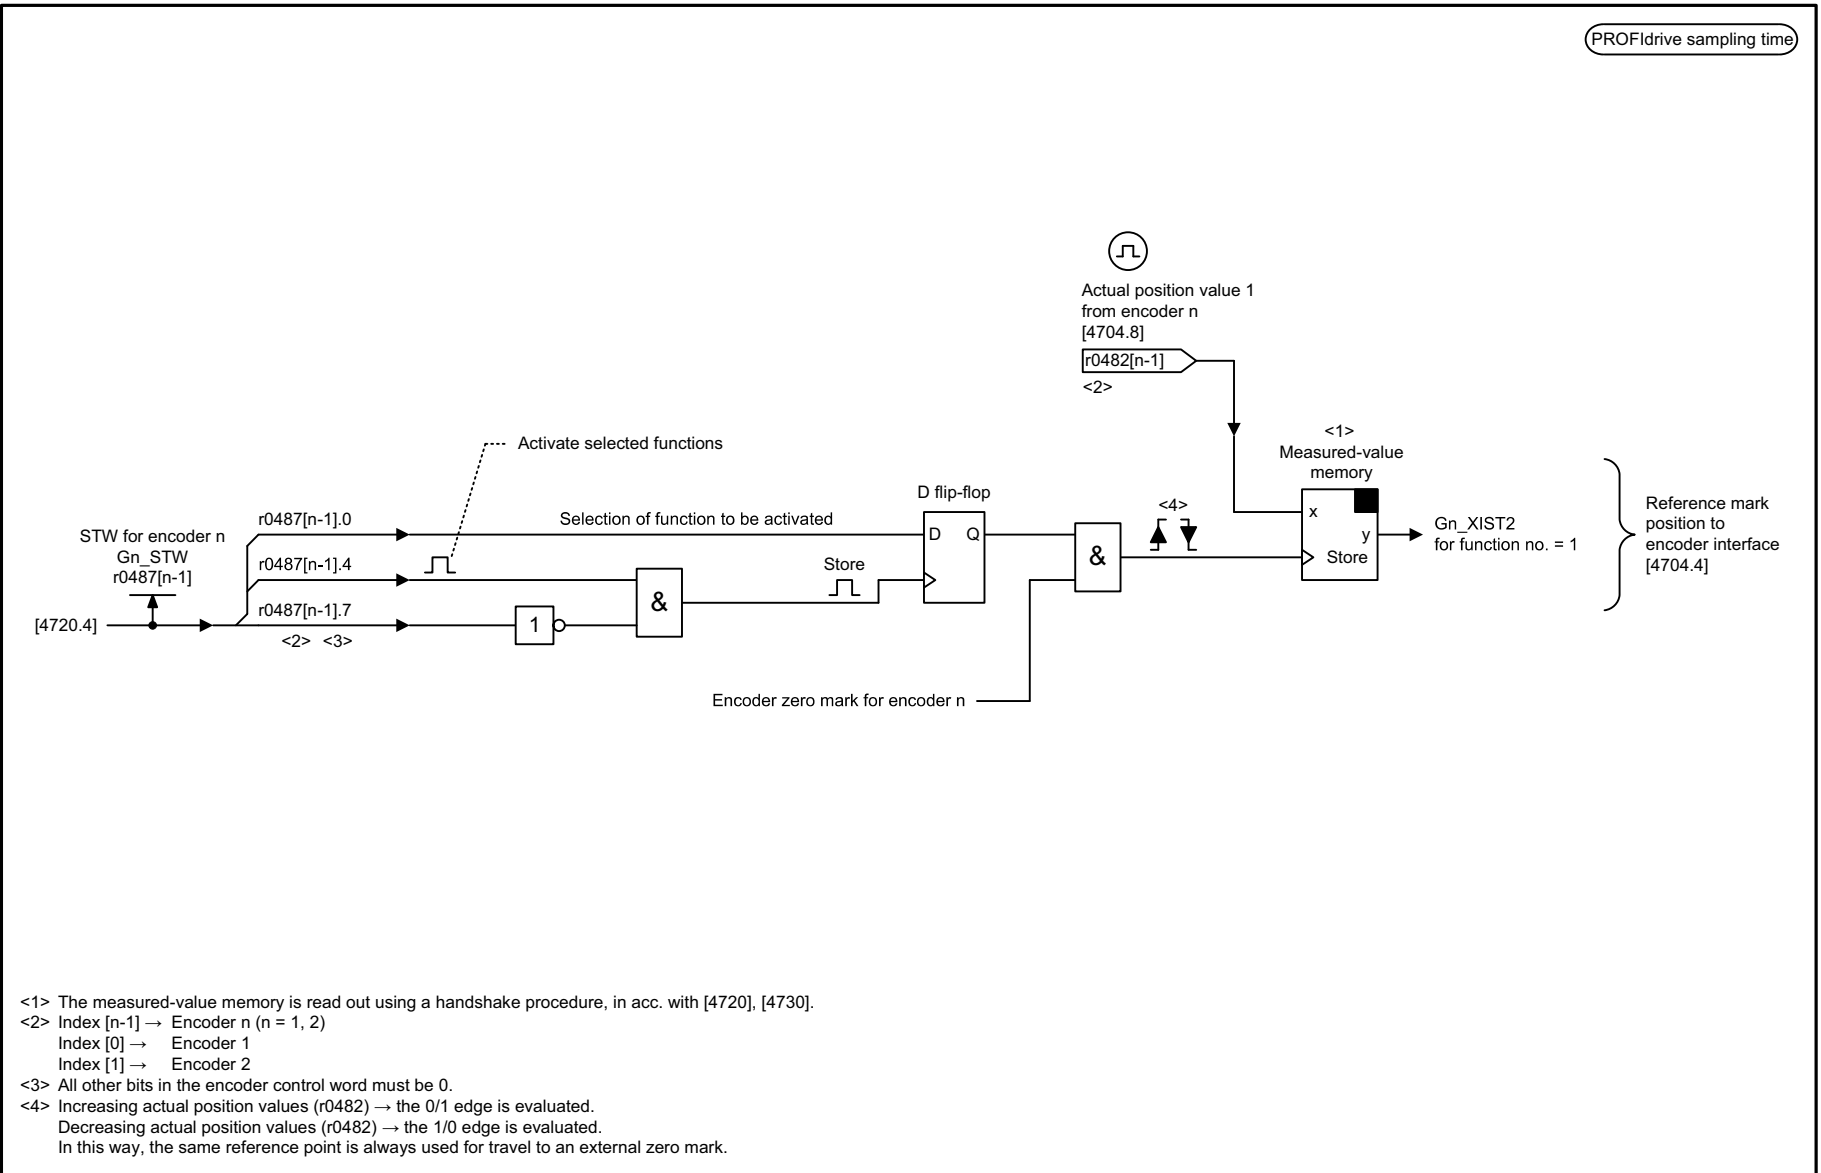 PROFIdrive sampling time
Actual position value 1
from encoder n
[4704.8]
r0482[n-1]
<2>
Activate selected functions
<1>
Measured-value
memory
x
y
Store
D flip-flop
D Q
<4>
&
Gn_XIST2
for function no. = 1
Reference mark
position to
encoder interface
[4704.4]
STW for encoder n
Gn_STW
r0487[n-1]
[4720.4]
r0487[n-1].0
Selection of function to be activated
r0487[n-1].4
Store
&
r0487[n-1].7
1
<2> <3>
Encoder zero mark for encoder n
<1> The measured-value memory is read out using a handshake procedure, in acc. with [4720], [4730].
<2> Index [n-1] → Encoder n (n = 1, 2)
Index [0] → Encoder 1
Index [1] → Encoder 2
<3> All other bits in the encoder control word must be 0.
<4> Increasing actual position values (r0482) → the 0/1 edge is evaluated.
Decreasing actual position values (r0482) → the 1/0 edge is evaluated.
In this way, the same reference point is always used for travel to an external zero mark.